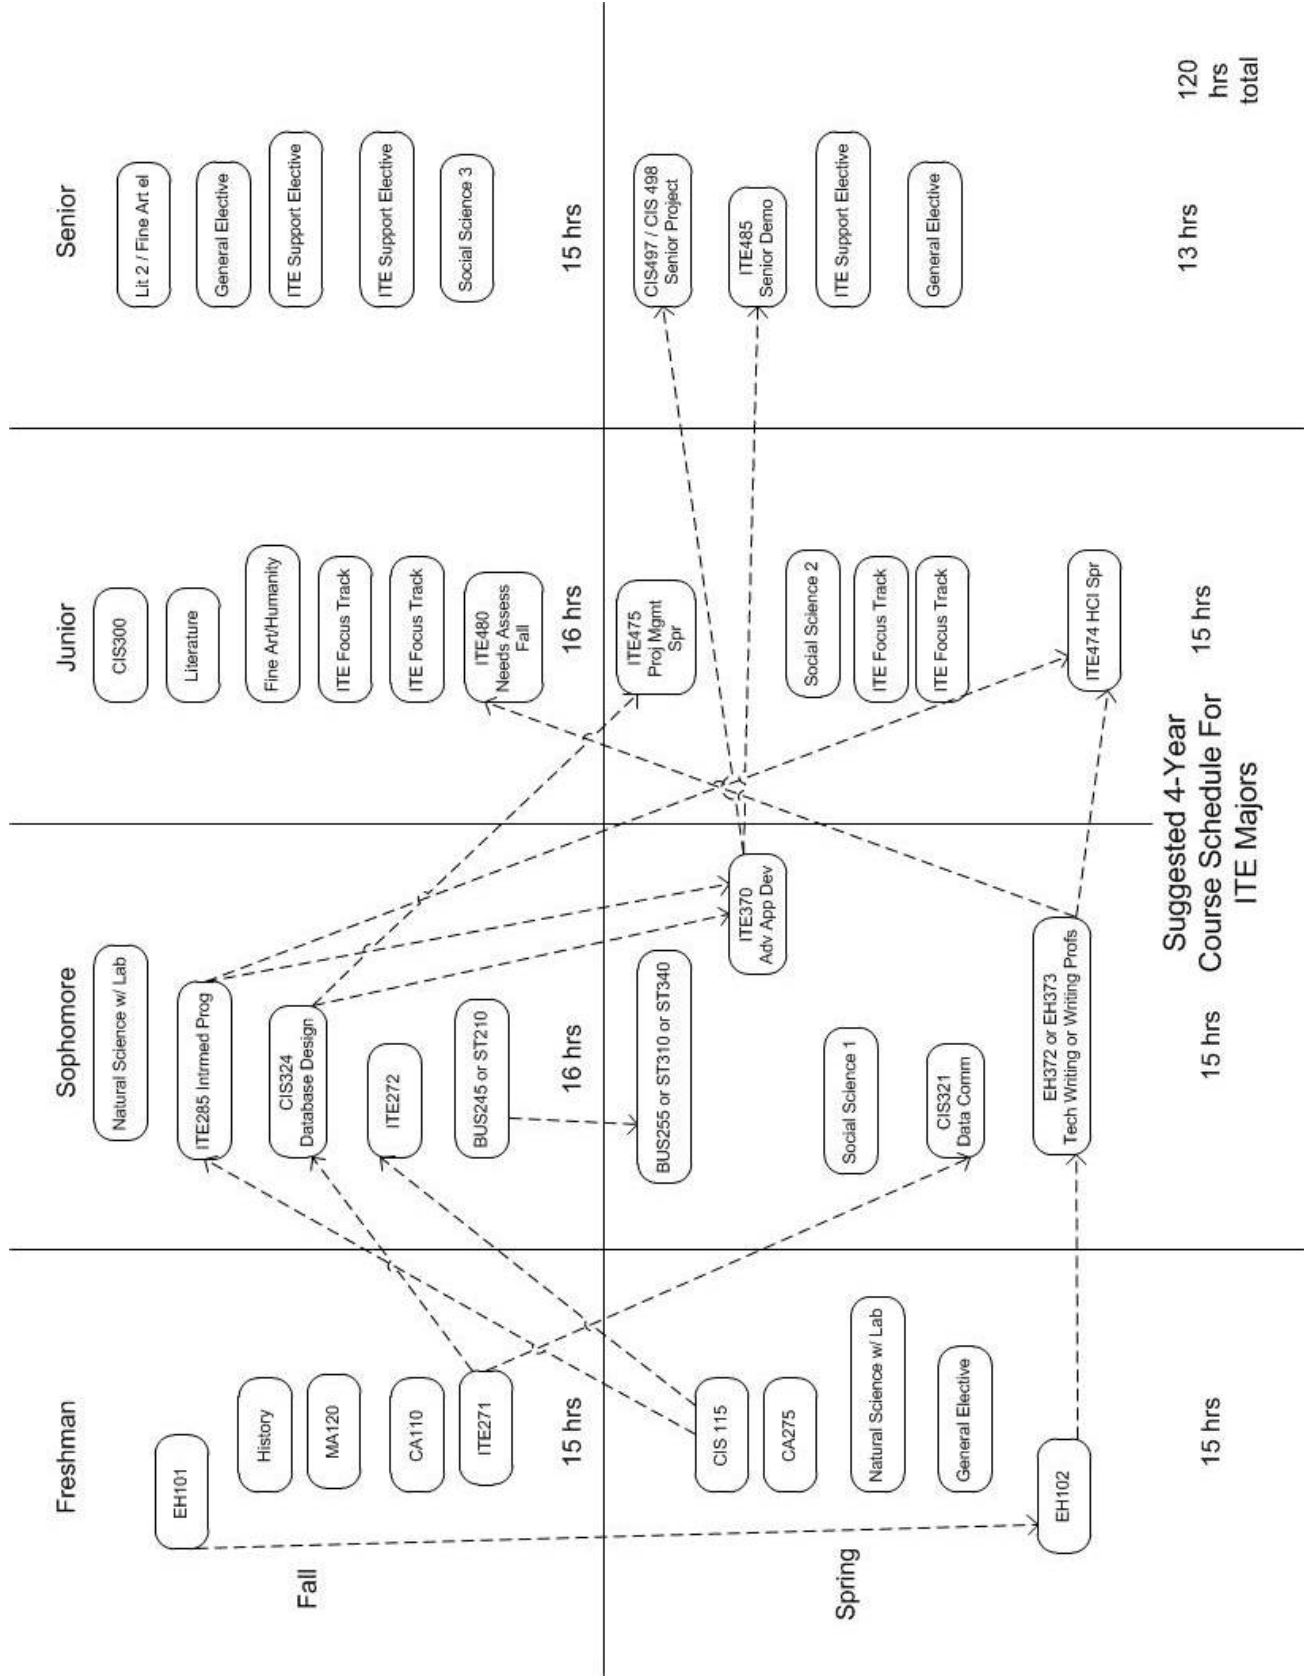 Freshman
Sophomore
Junior
Senior
Fall
EH101
History
MA120
CA110
ITE271
15 hrs
Natural Science w/ Lab
ITE285 Intrmed Prog
CIS324
Database Design
ITE272
BUS245 or ST210
16 hrs
CIS300
Literature
Fine Art/Humanity
ITE Focus Track
ITE Focus Track
ITE480
Needs Assess
Fall
16 hrs
Lit 2 / Fine Art el
General Elective
ITE Support Elective
ITE Support Elective
Social Science 3
15 hrs
Spring
CIS 115
CA275
Natural Science w/ Lab
General Elective
EH102
15 hrs
BUS255 or ST310 or ST340
ITE370
Adv App Dev
Social Science 1
CIS321
Data Comm
EH372 or EH373
Tech Writing or Writing Profs
15 hrs
ITE475
Proj Mgmt
Spr
Social Science 2
ITE Focus Track
ITE Focus Track
ITE474 HCI Spr
15 hrs
CIS497 / CIS 498
Senior Project
ITE485
Senior Demo
ITE Support Elective
General Elective
13 hrs
120
hrs
total
Suggested 4-Year
Course Schedule For
ITE Majors